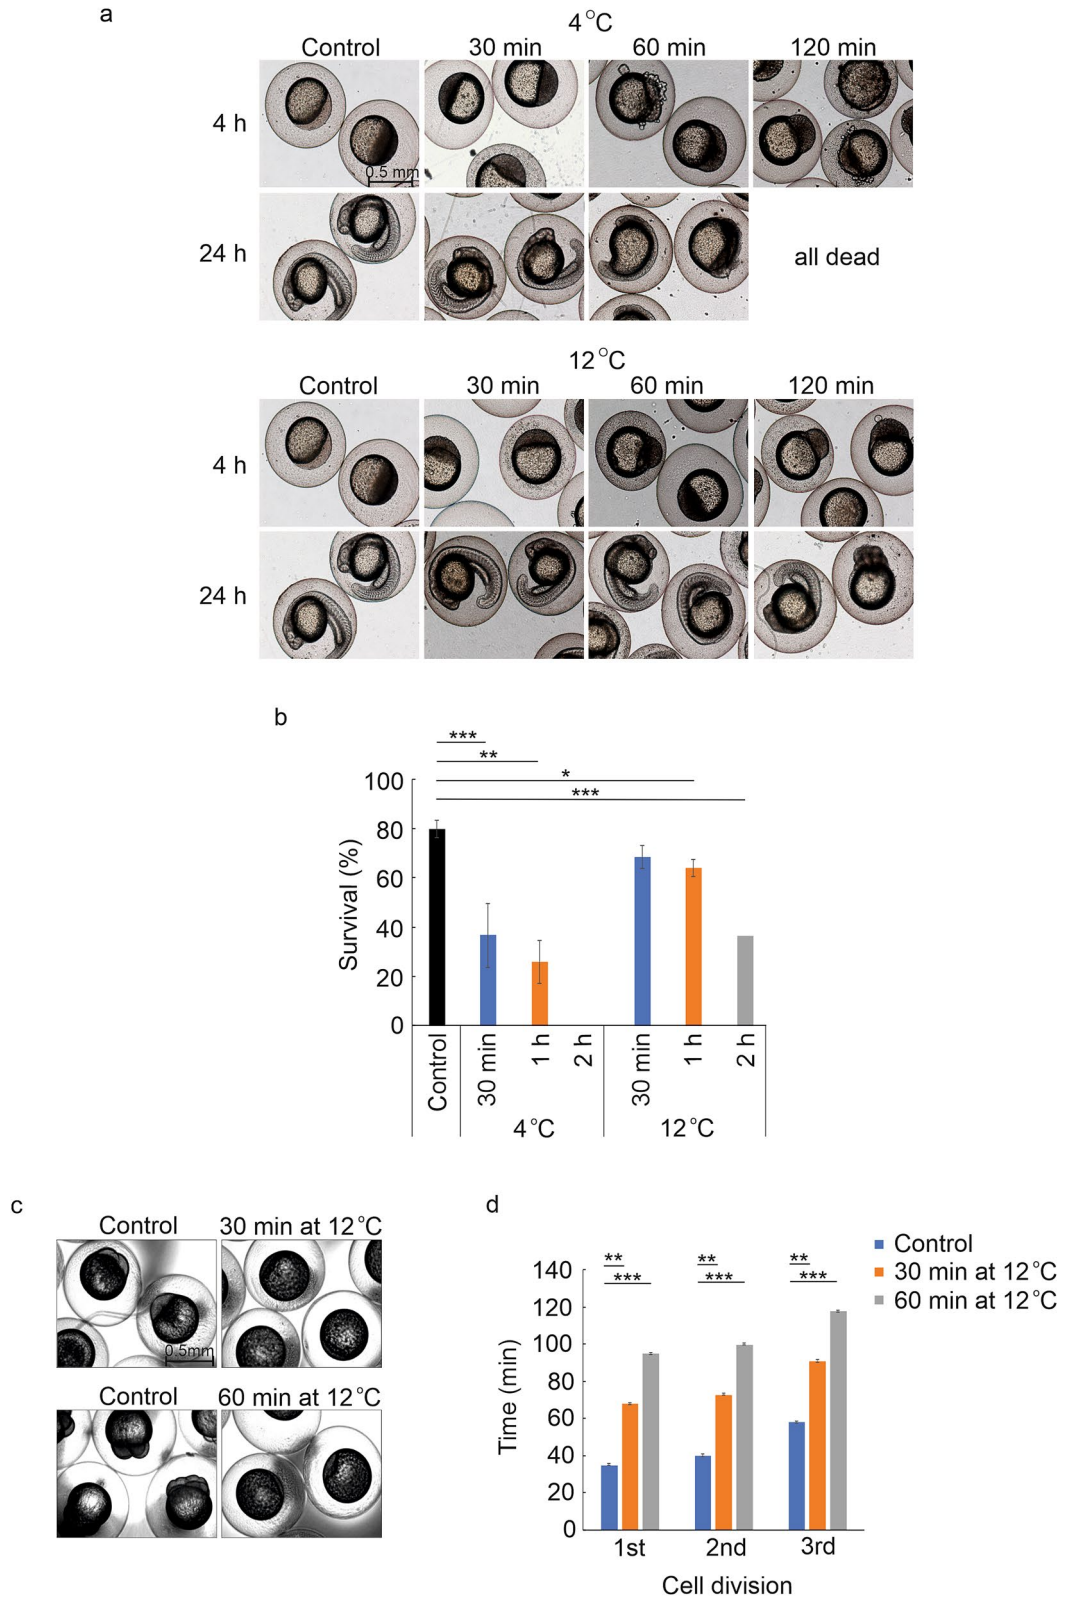 a
4 °C
Control 30 min 60 min 120 min
4 h
0.5 mm
24 h
all dead
12 °C
Control 30 min 60 min 120 min
4 h
24 h
b
***
**
*
***
Survival (%)
100
80
60
40
20
0
Control
30 min
1 h
2 h
30 min
1 h
2 h
4 °C
12 °C
c
Control 30 min at 12 °C
0.5mm
Control 60 min at 12 °C
d
Control
30 min at 12 °C
60 min at 12 °C
** ** **
*** *** ***
Time (min)
140
120
100
80
60
40
20
0
1st 2nd 3rd
Cell division